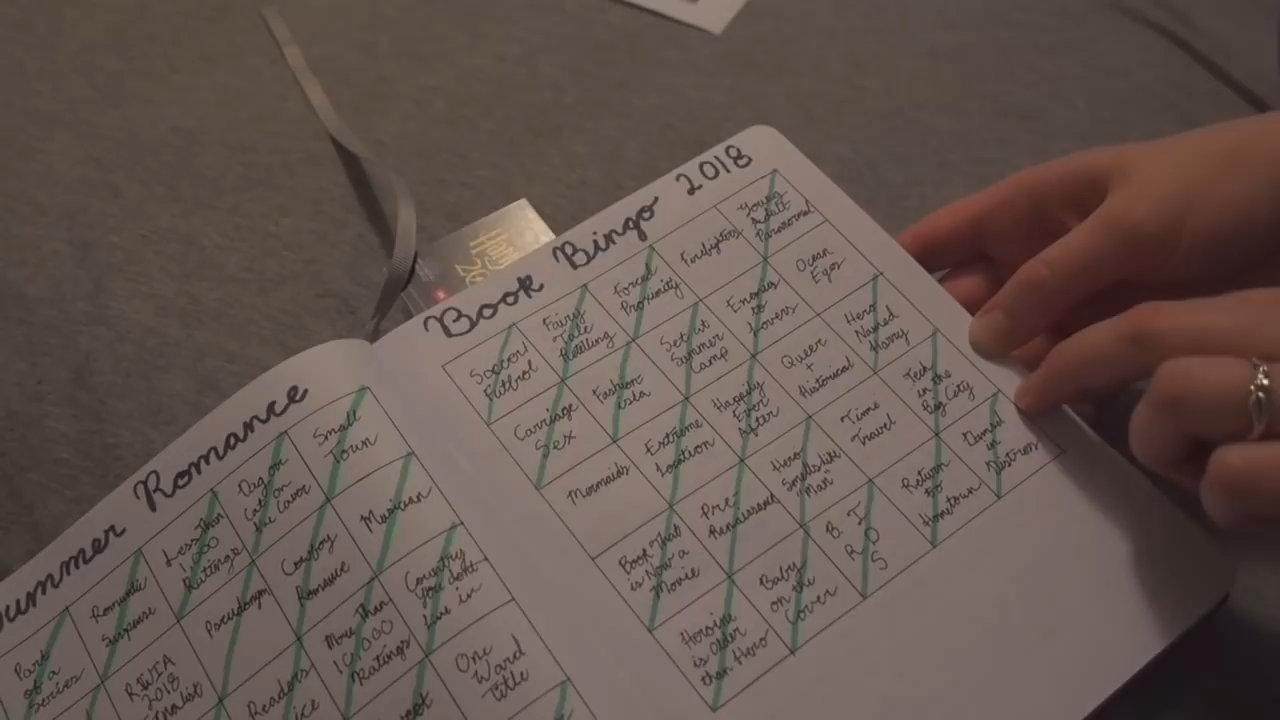 Summer Romance
Book Bingo 2018
Part
of a
Series
Romantic
Suspense
Less Than
1,000
Ratings
Dog or
Cat on
the Cover
Small
Town
RWA
2018
Finalist
Pseudonym
Cowboy
Romance
Musician
Readers
More Than
10,000
Ratings
Country
You don't
Live in
One
Word
Title
Soccer/
Futbol
Fairy
Tale
Retelling
Forced
Proximity
Firefighters
Young
Adult
Paranormal
Carriage
Sex
Fashion-
ista
Set at
Summer
Camp
Enemies
to
Lovers
Ocean
Eyes
Mermaids
Extreme
Location
Happily
Ever
After
Queer
+
Historical
Hero
Named
Harry
Book That
is Now a
Movie
Pre-
Renaissance
Hero
Smells like
"Man"
Time
Travel
Tech
in the
Big City
Heroine
is Older
than Hero
Baby
on the
Cover
B I
R O
S
Return
to
Hometown
Damsel
in
Distress